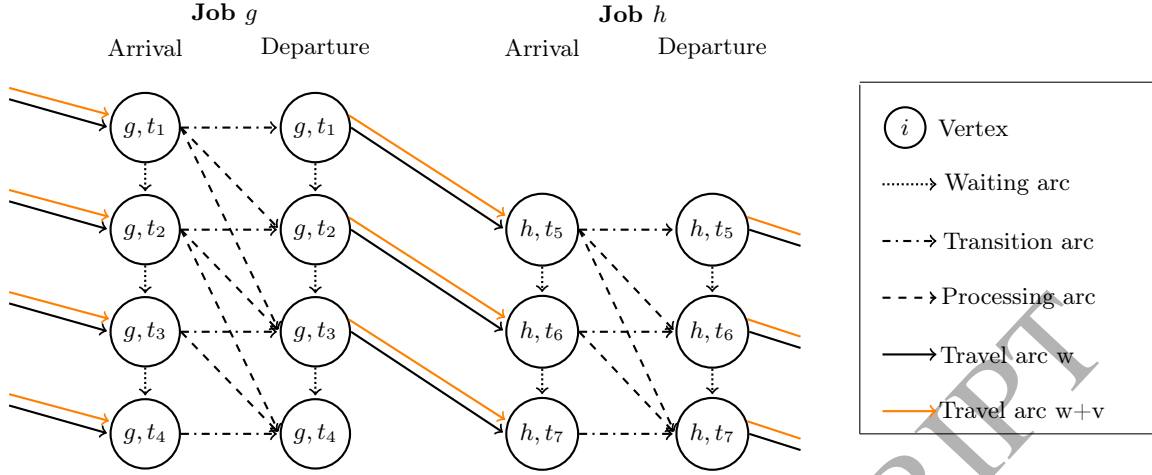 Job g Job h
Arrival Departure Arrival Departure
g, t1 g, t1
i Vertex
Waiting arc
g, t2 g, t2 h, t5 h, t5
Transition arc
Processing arc
g, t3 g, t3 h, t6 h, t6
Travel arc w
Travel arc w+v
g, t4 g, t4 h, t7 h, t7
RIPT